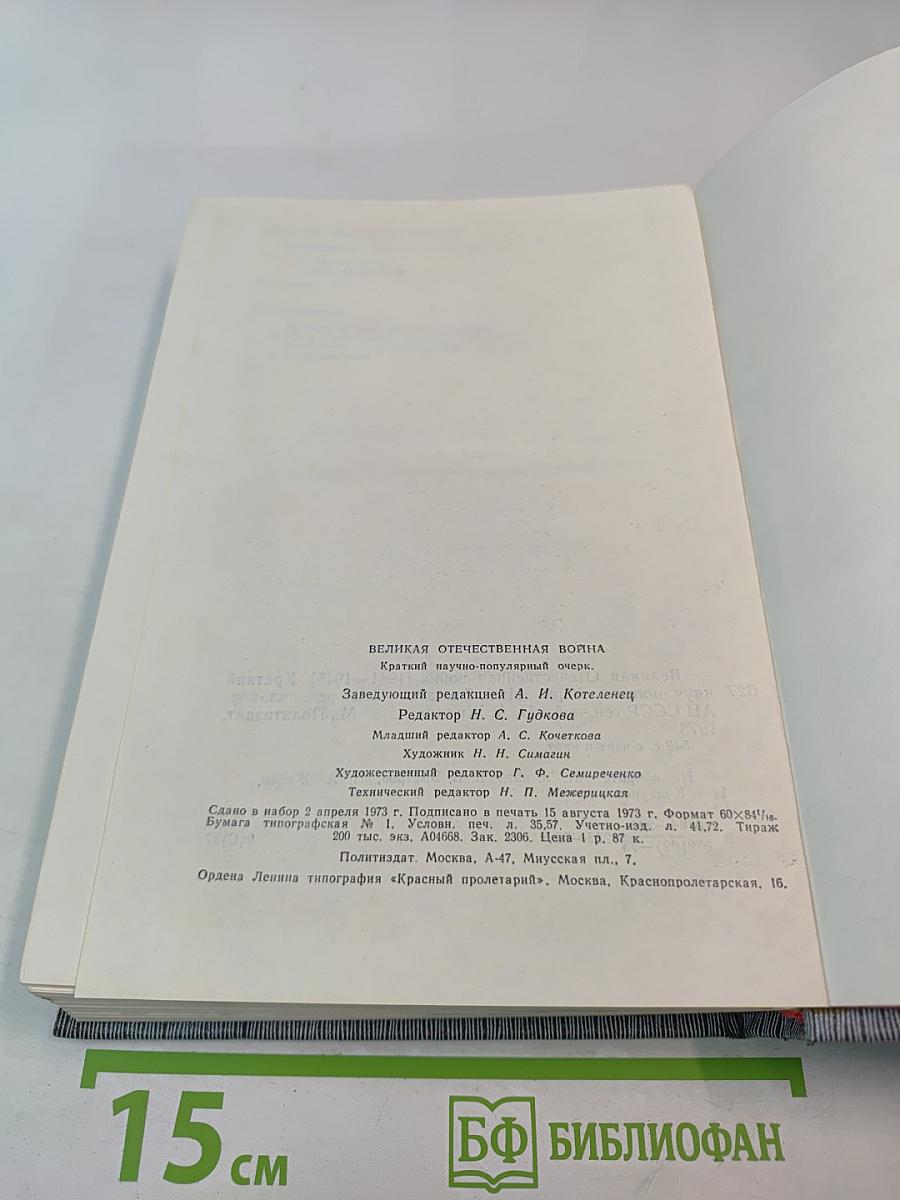 ВЕЛИКАЯ ОТЕЧЕСТВЕННАЯ ВОЙНА
Краткий научно-популярный очерк.
Заведующий редакцией А. И. Котеленец
Редактор Н. С. Гудкова
Младший редактор А. С. Кочеткова
Художник Н. Н. Симагин
Художественный редактор Г. Ф. Семиреченко
Технический редактор Н. П. Межерицкая
Сдано в набор 2 апреля 1973 г. Подписано в печать 15 августа 1973 г. Формат 60×84¹/₁₆.
Бумага типографская № 1. Условн. печ. л. 35,57. Учетно-изд. л. 41,72. Тираж
200 тыс. экз. А04668. Зак. 2306. Цена 1 р. 87 к.
Политиздат. Москва, А-47, Миусская пл., 7.
Ордена Ленина типография «Красный пролетарий». Москва, Краснопролетарская, 16.
15 см
БФ БИБЛИОФАН